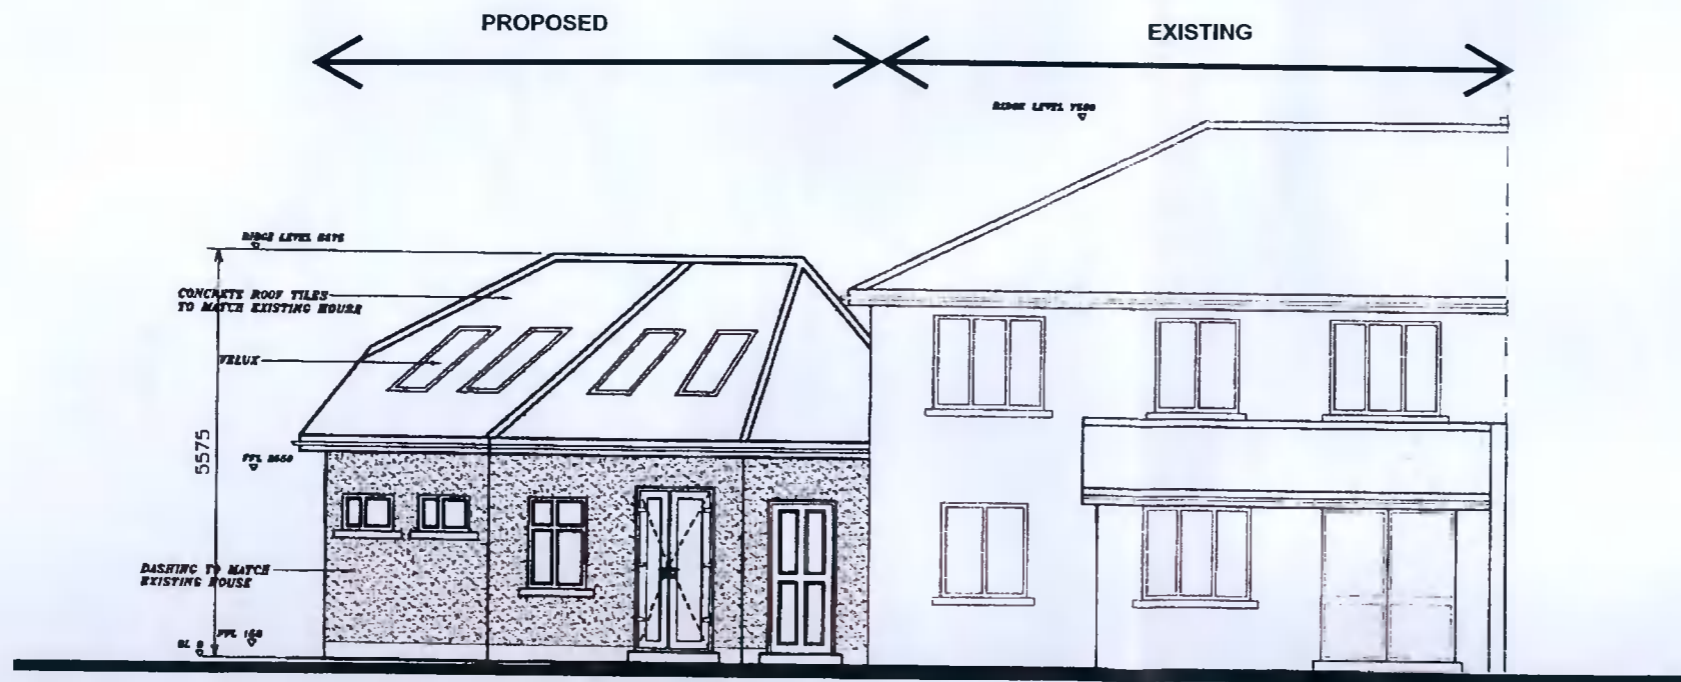 PROPOSED
EXISTING
RIDGE LEVEL 7500
RIDGE LEVEL 5575
CONCRETE ROOF TILES
TO MATCH EXISTING HOUSE
VELUX
5575
FFL 2650
DASHING TO MATCH
EXISTING HOUSE
FFL 150
GL 0